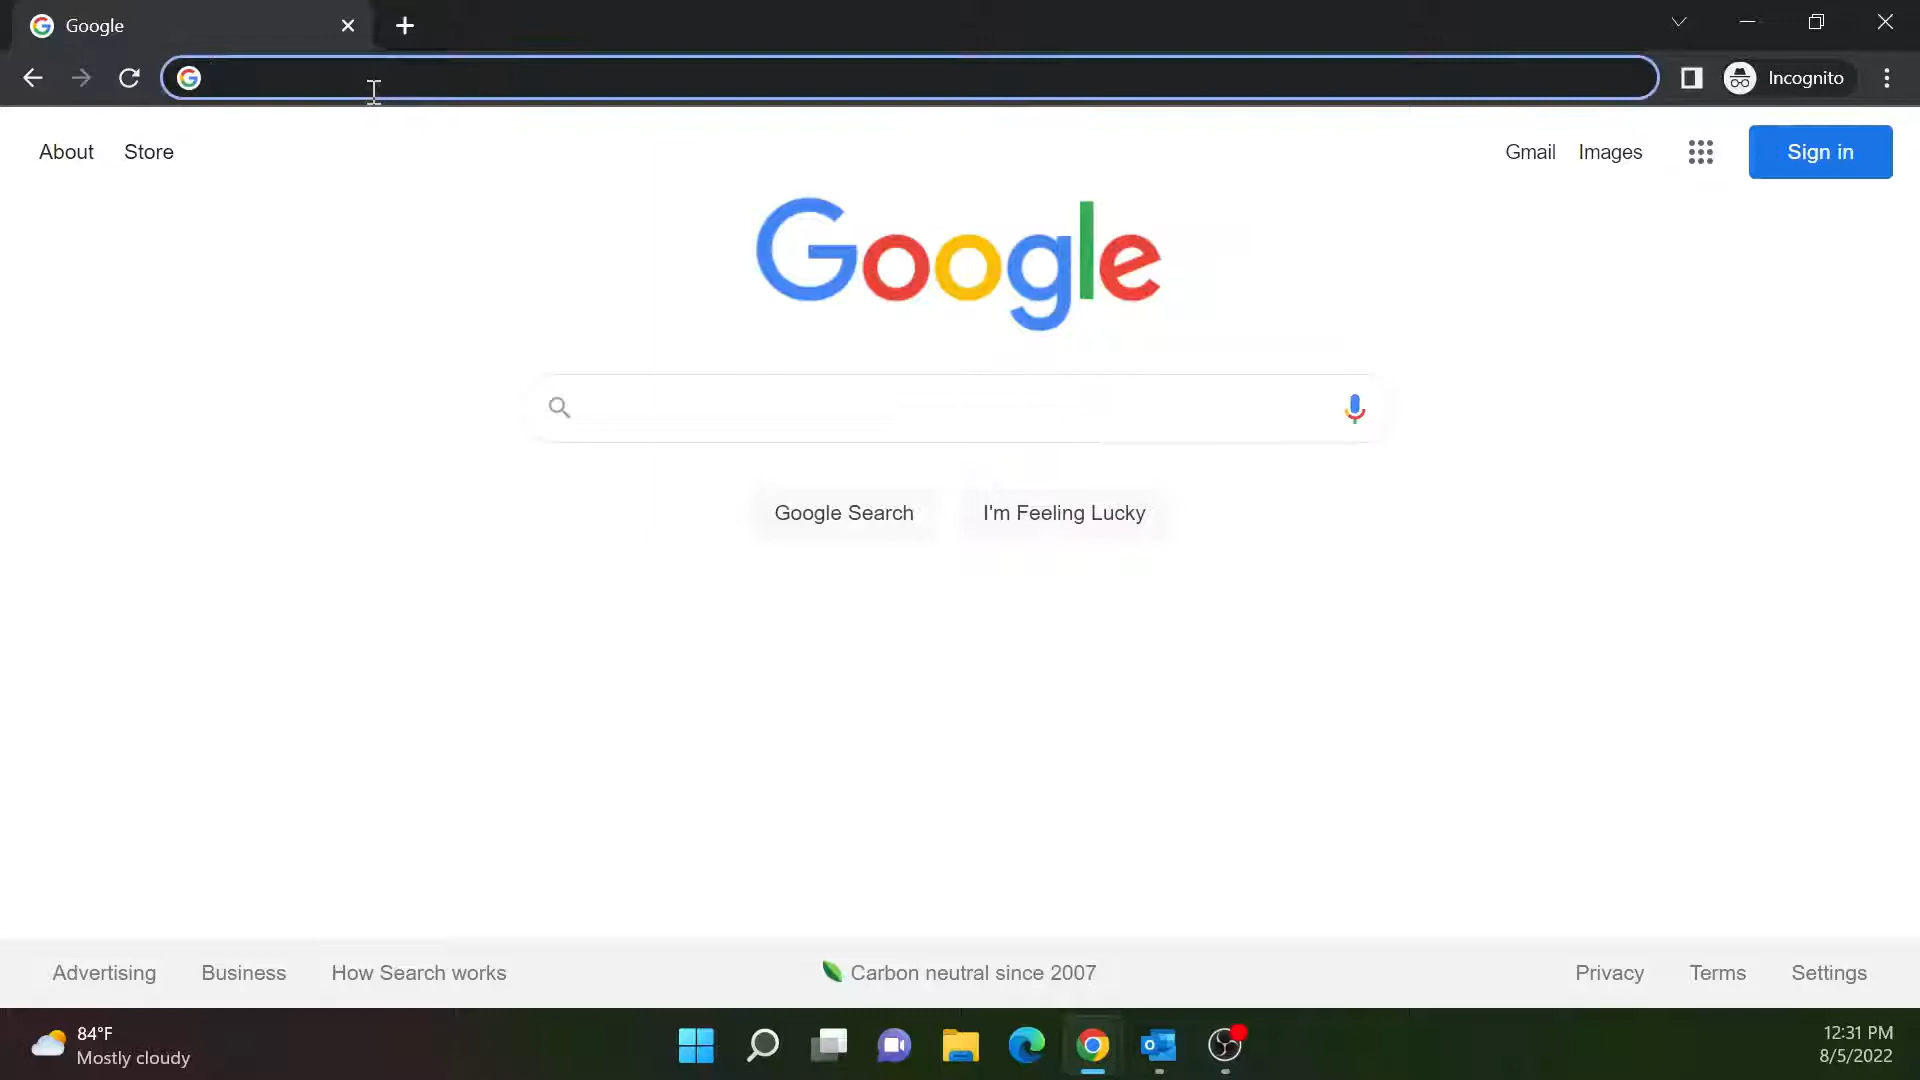 Google
Incognito
About
Store
Gmail
Images
Sign in
Google
Google Search
I'm Feeling Lucky
Advertising
Business
How Search works
Carbon neutral since 2007
Privacy
Terms
Settings
84°F
Mostly cloudy
12:31 PM
8/5/2022